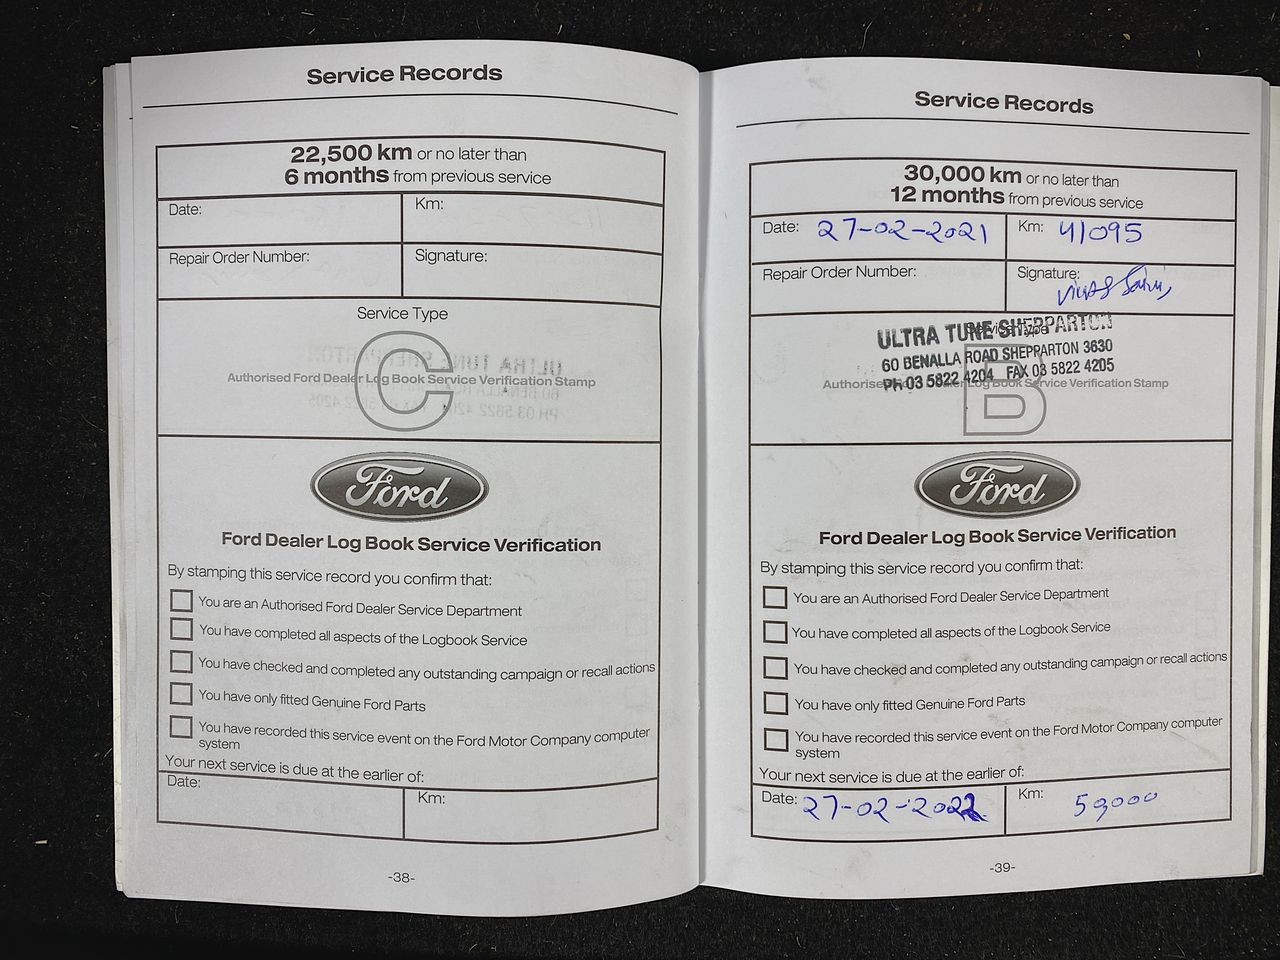 Service Records
22,500 km or no later than
6 months from previous service
Date:
Km:
Repair Order Number:
Signature:
Service Type
C
Authorised Ford Dealer Log Book Service Verification Stamp
Ford
Ford Dealer Log Book Service Verification
By stamping this service record you confirm that:
You are an Authorised Ford Dealer Service Department
You have completed all aspects of the Logbook Service
You have checked and completed any outstanding campaign or recall actions
You have only fitted Genuine Ford Parts
You have recorded this service event on the Ford Motor Company computer
system
Your next service is due at the earlier of:
Date:
Km:
-38-
Service Records
30,000 km or no later than
12 months from previous service
Date: 27-02-2021
Km: 41095
Repair Order Number:
Signature:
Service Type
ULTRA TUNE SHEPPARTON
60 BENALLA ROAD SHEPPARTON 3630
Ph 03 5822 4204 FAX 03 5822 4205
B
Authorised Ford Dealer Log Book Service Verification Stamp
Ford
Ford Dealer Log Book Service Verification
By stamping this service record you confirm that:
You are an Authorised Ford Dealer Service Department
You have completed all aspects of the Logbook Service
You have checked and completed any outstanding campaign or recall actions
You have only fitted Genuine Ford Parts
You have recorded this service event on the Ford Motor Company computer
system
Your next service is due at the earlier of:
Date: 27-02-2022
Km:
-39-